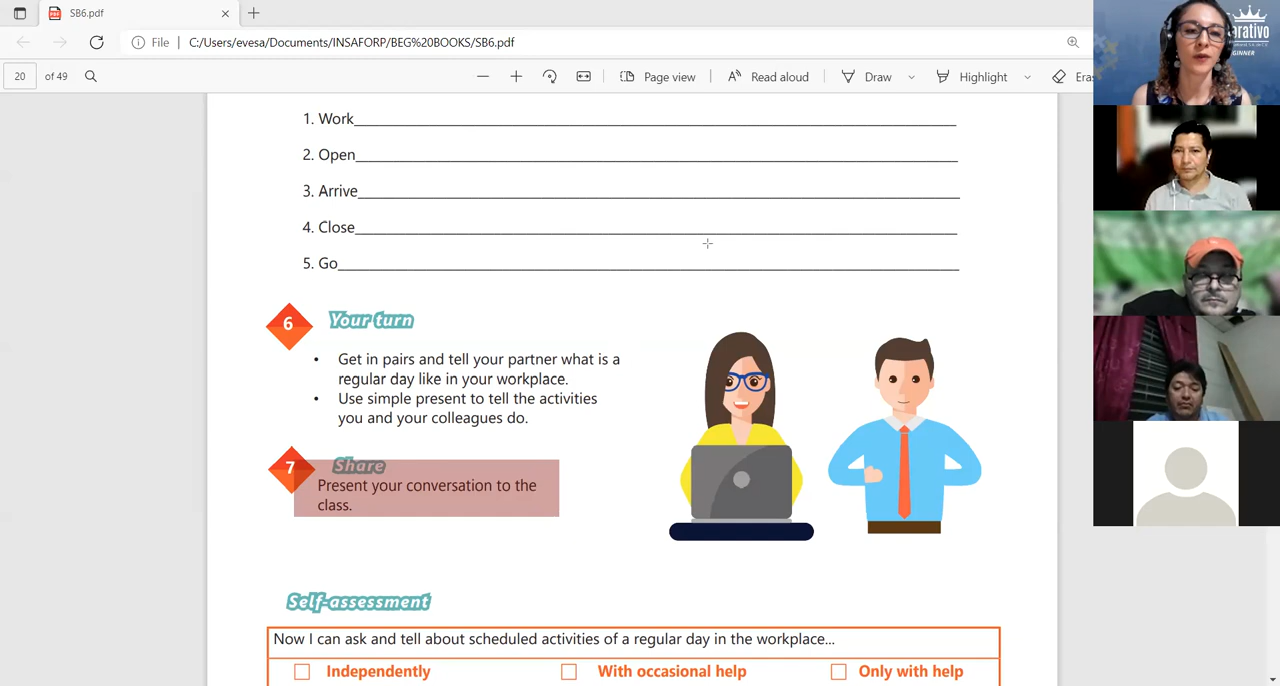 SB6.pdf
File
C:/Users/evesa/Documents/INSAFORP/BEG%20BOOKS/SB6.pdf
20 of 49
Page view
Read aloud
Draw
Highlight
Eras
1. Work
2. Open
3. Arrive
4. Close
5. Go
6 Your turn
• Get in pairs and tell your partner what is a
regular day like in your workplace.
• Use simple present to tell the activities
you and your colleagues do.
7 Share
Present your conversation to the
class.
Self-assessment
Now I can ask and tell about scheduled activities of a regular day in the workplace...
Independently
With occasional help
Only with help